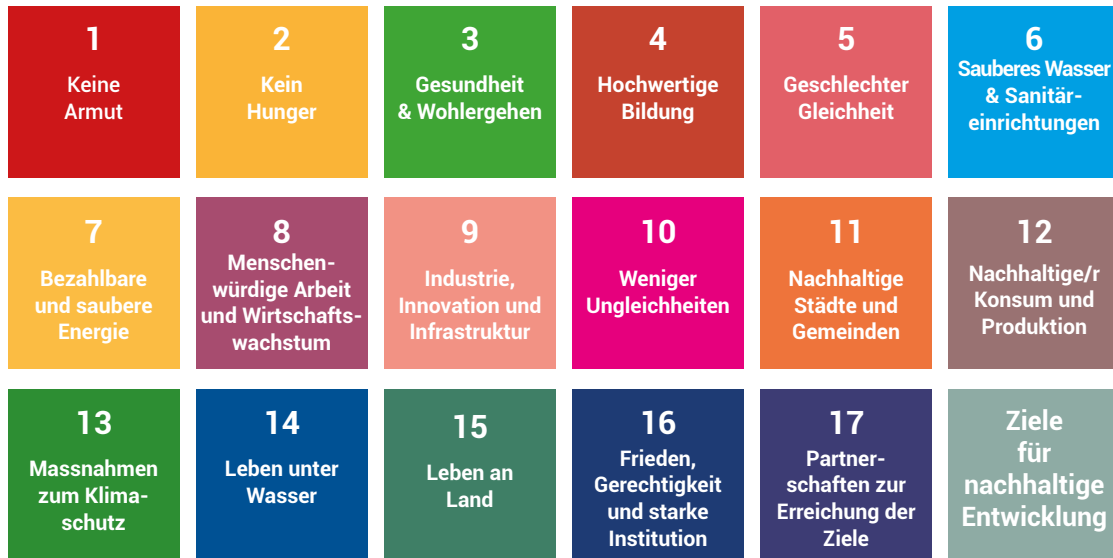 1
Keine
Armut
2
Kein
Hunger
3
Gesundheit
& Wohlergehen
4
Hochwertige
Bildung
5
Geschlechter
Gleichheit
6
Sauberes Wasser
& Sanitär-
einrichtungen
7
Bezahlbare
und saubere
Energie
8
Menschen-
würdige Arbeit
und Wirtschafts-
wachstum
9
Industrie,
Innovation und
Infrastruktur
10
Weniger
Ungleichheiten
11
Nachhaltige
Städte und
Gemeinden
12
Nachhaltige/r
Konsum und
Produktion
13
Massnahmen
zum Klima-
schutz
14
Leben unter
Wasser
15
Leben an
Land
16
Frieden,
Gerechtigkeit
und starke
Institution
17
Partner-
schaften zur
Erreichung der
Ziele
Ziele
für
nachhaltige
Entwicklung